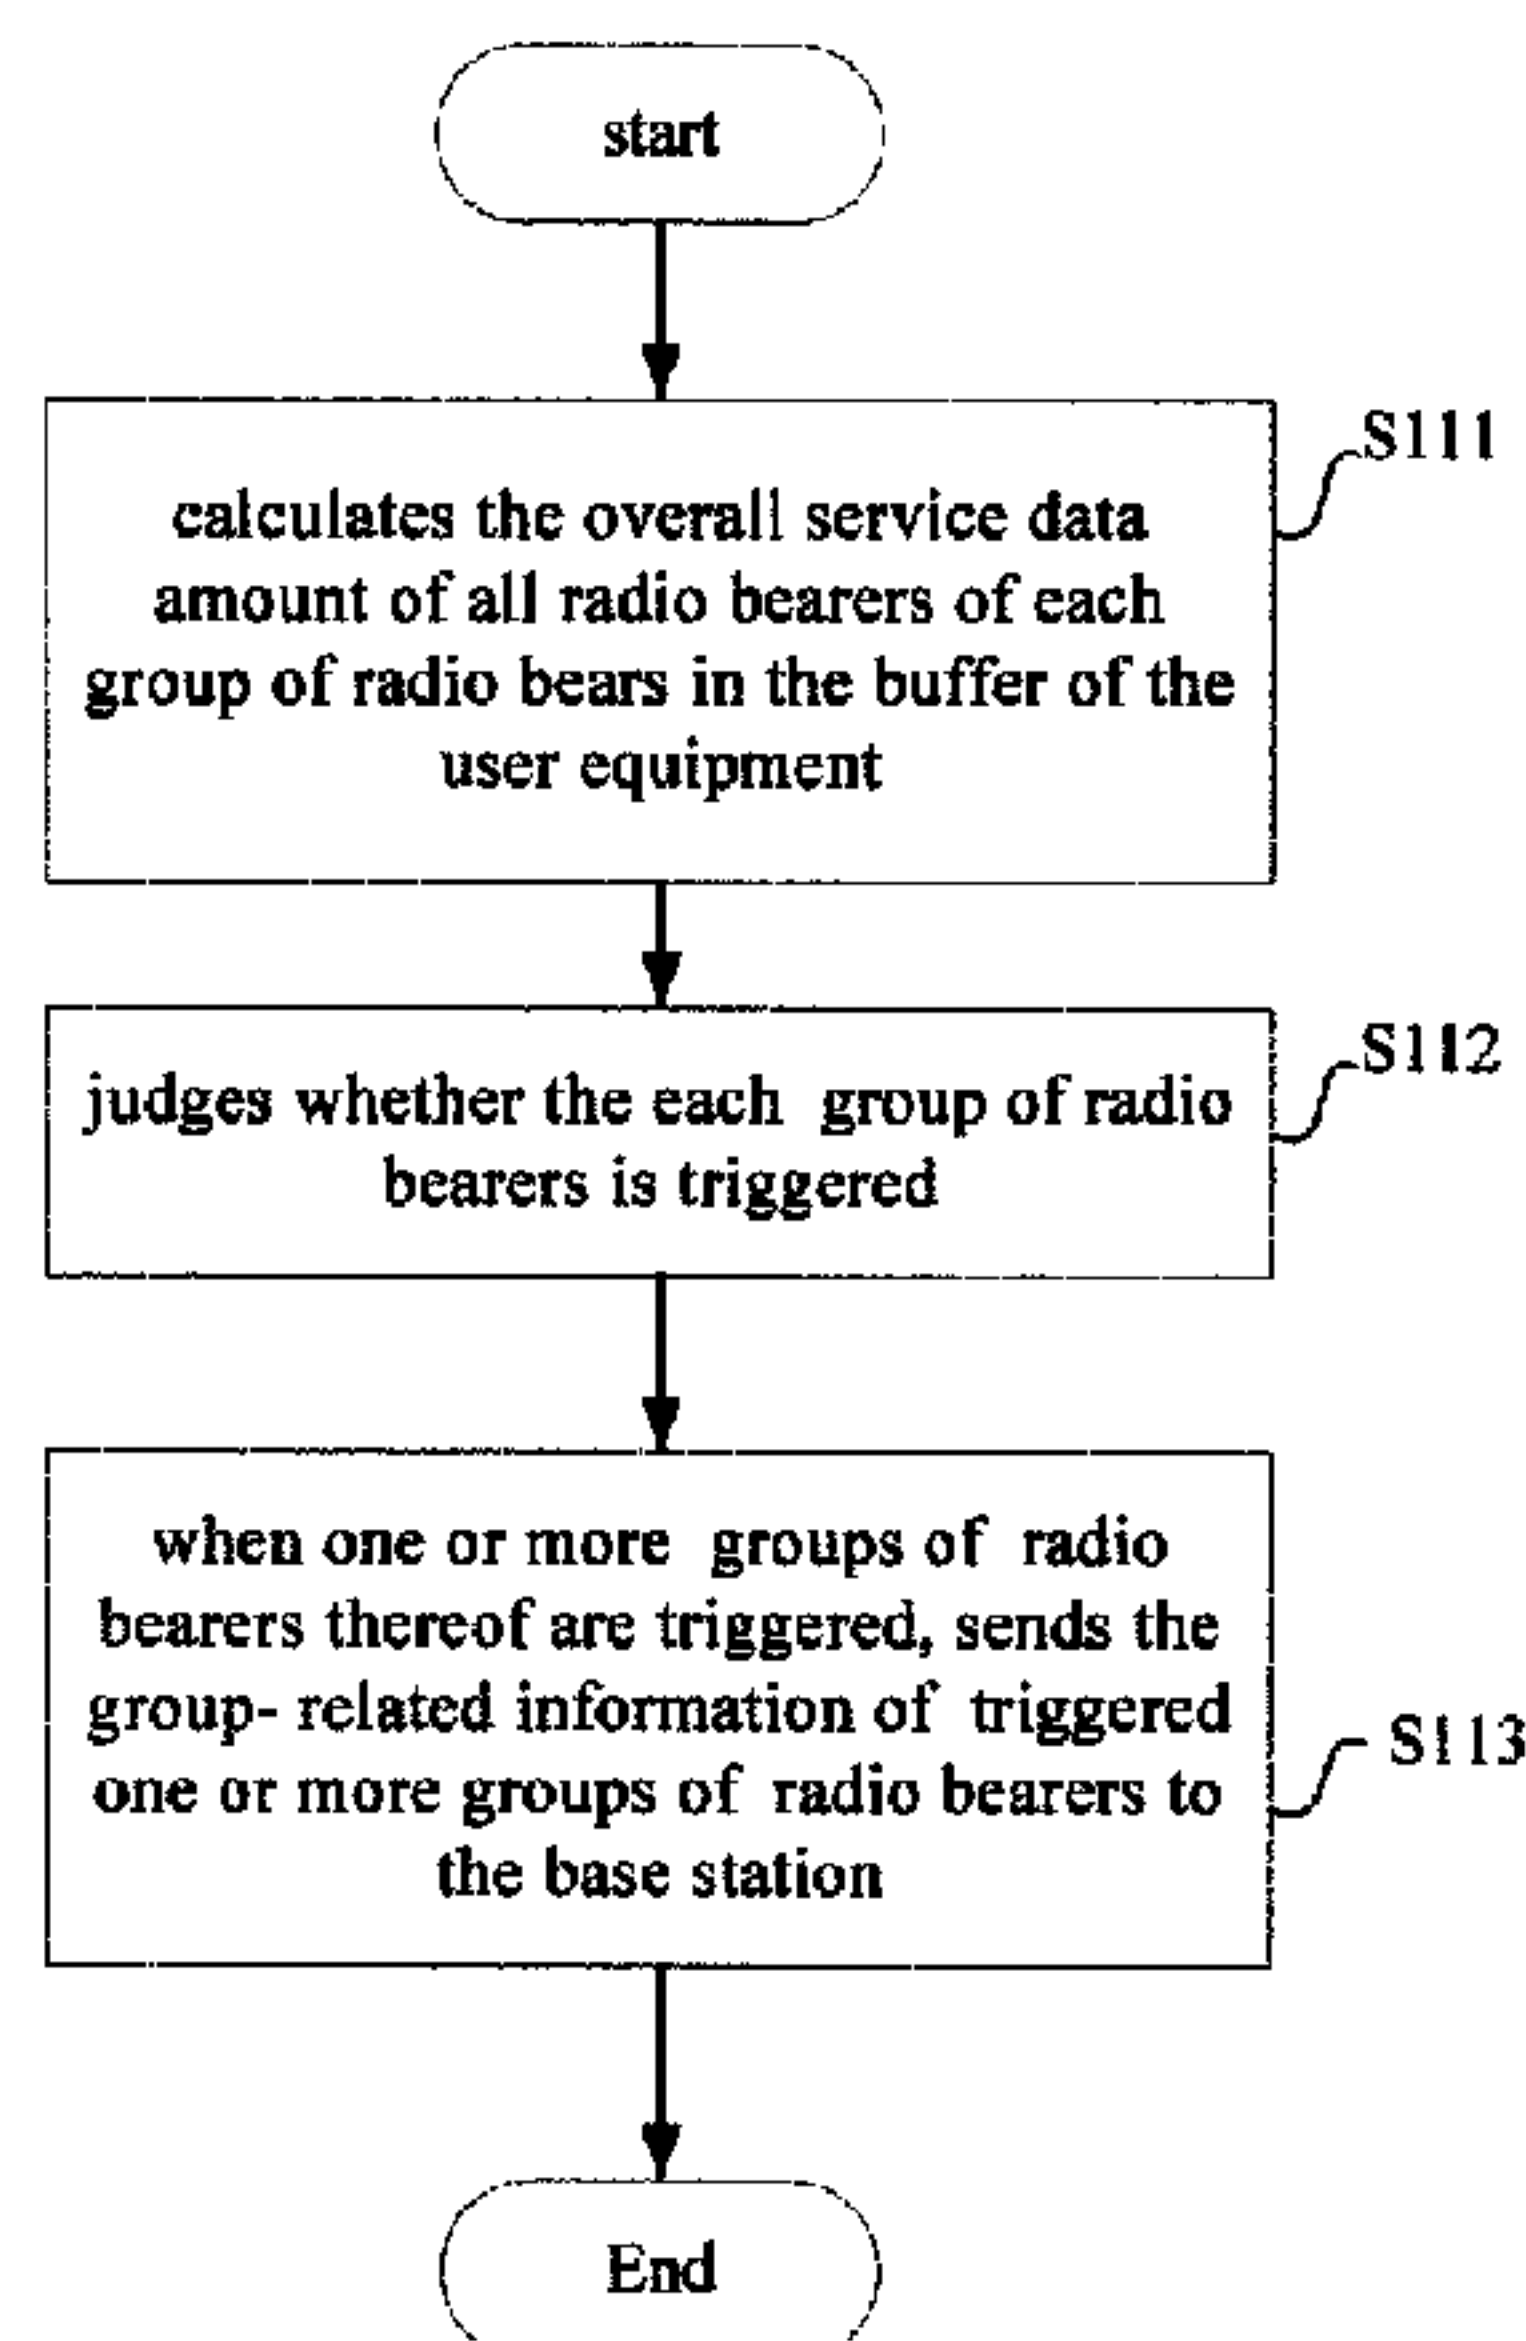 start
S111
calculates the overall service data
amount of all radio bearers of each
group of radio bears in the buffer of the
user equipment
S112
judges whether the each group of radio
bearers is triggered
when one or more groups of radio
bearers thereof are triggered, sends the
group- related information of triggered
one or more groups of radio bearers to
the base station
S113
End